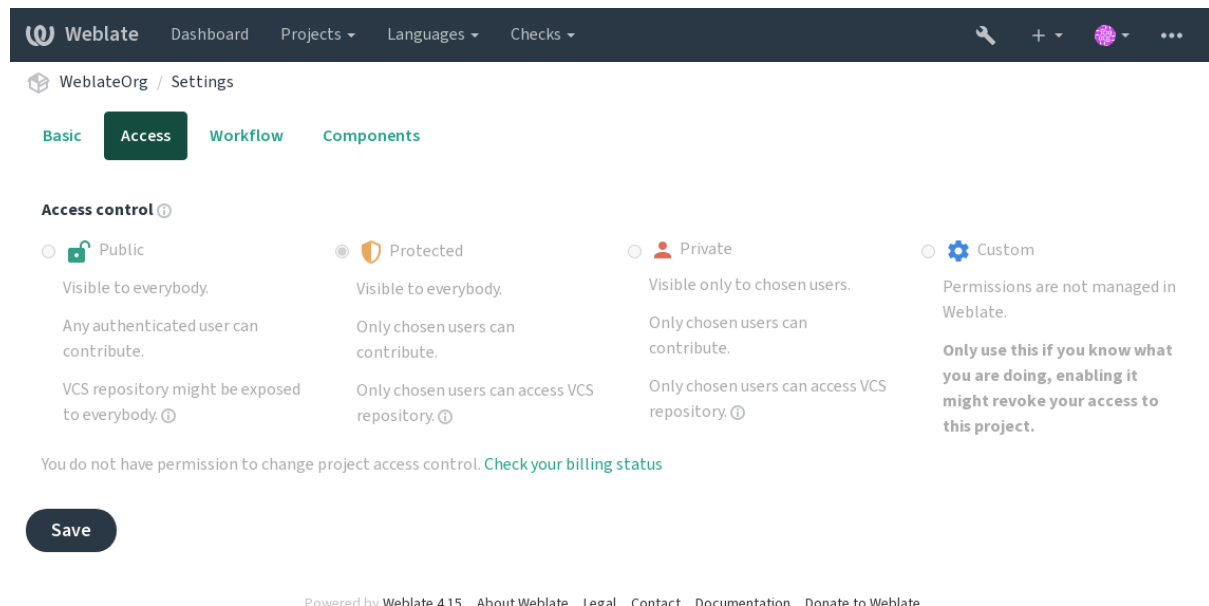 Weblate Dashboard Projects Languages Checks
WeblateOrg / Settings
Basic Access Workflow Components
Access control
Public
Visible to everybody.
Any authenticated user can
contribute.
VCS repository might be exposed
to everybody.
Protected
Visible to everybody.
Only chosen users can
contribute.
Only chosen users can access VCS
repository.
Private
Visible only to chosen users.
Only chosen users can
contribute.
Only chosen users can access VCS
repository.
Custom
Permissions are not managed in
Weblate.
Only use this if you know what
you are doing, enabling it
might revoke your access to
this project.
You do not have permission to change project access control. Check your billing status
Save
Powered by Weblate 4.15 About Weblate Legal Contact Documentation Donate to Weblate